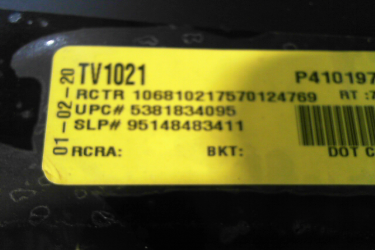 01-02-20
TV1021
P410197
RCTR 106810217570124769 RT :
UPC# 5381834095
SLP# 95148483411
RCRA: BKT: DOT C